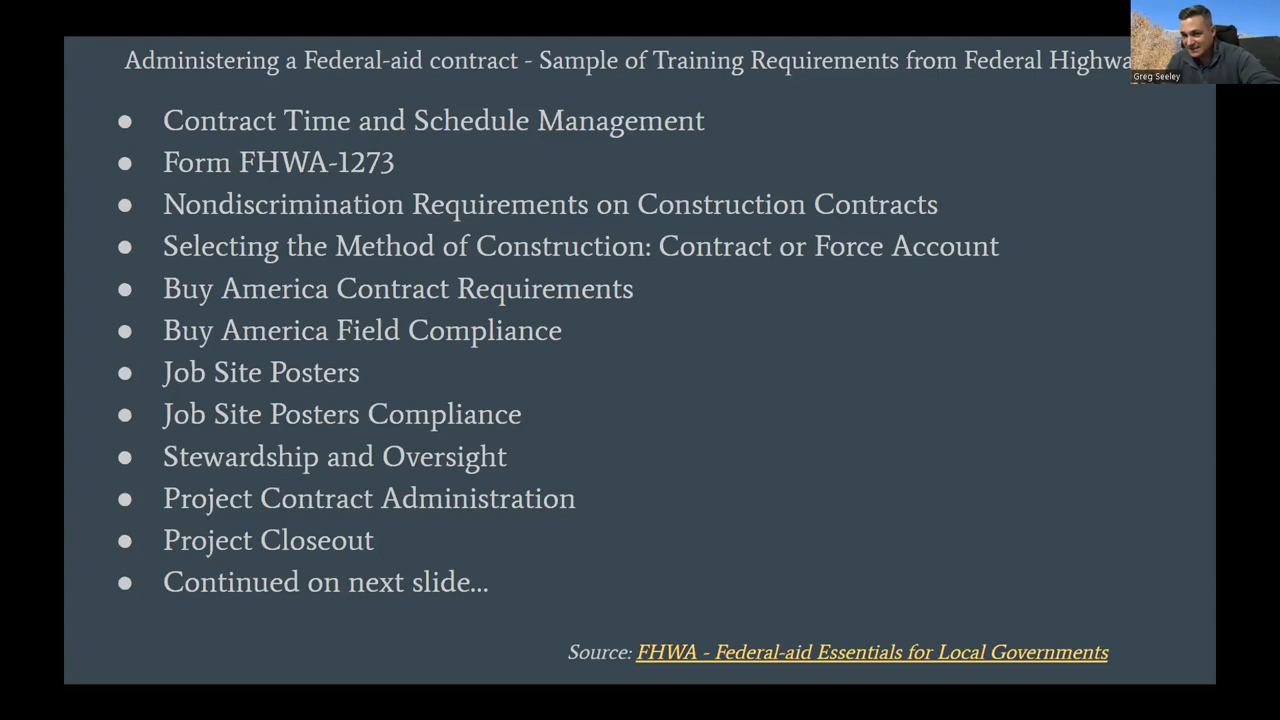 Administering a Federal-aid contract - Sample of Training Requirements from Federal Highwa
Greg Seeley
● Contract Time and Schedule Management
● Form FHWA-1273
● Nondiscrimination Requirements on Construction Contracts
● Selecting the Method of Construction: Contract or Force Account
● Buy America Contract Requirements
● Buy America Field Compliance
● Job Site Posters
● Job Site Posters Compliance
● Stewardship and Oversight
● Project Contract Administration
● Project Closeout
● Continued on next slide...
Source: FHWA - Federal-aid Essentials for Local Governments